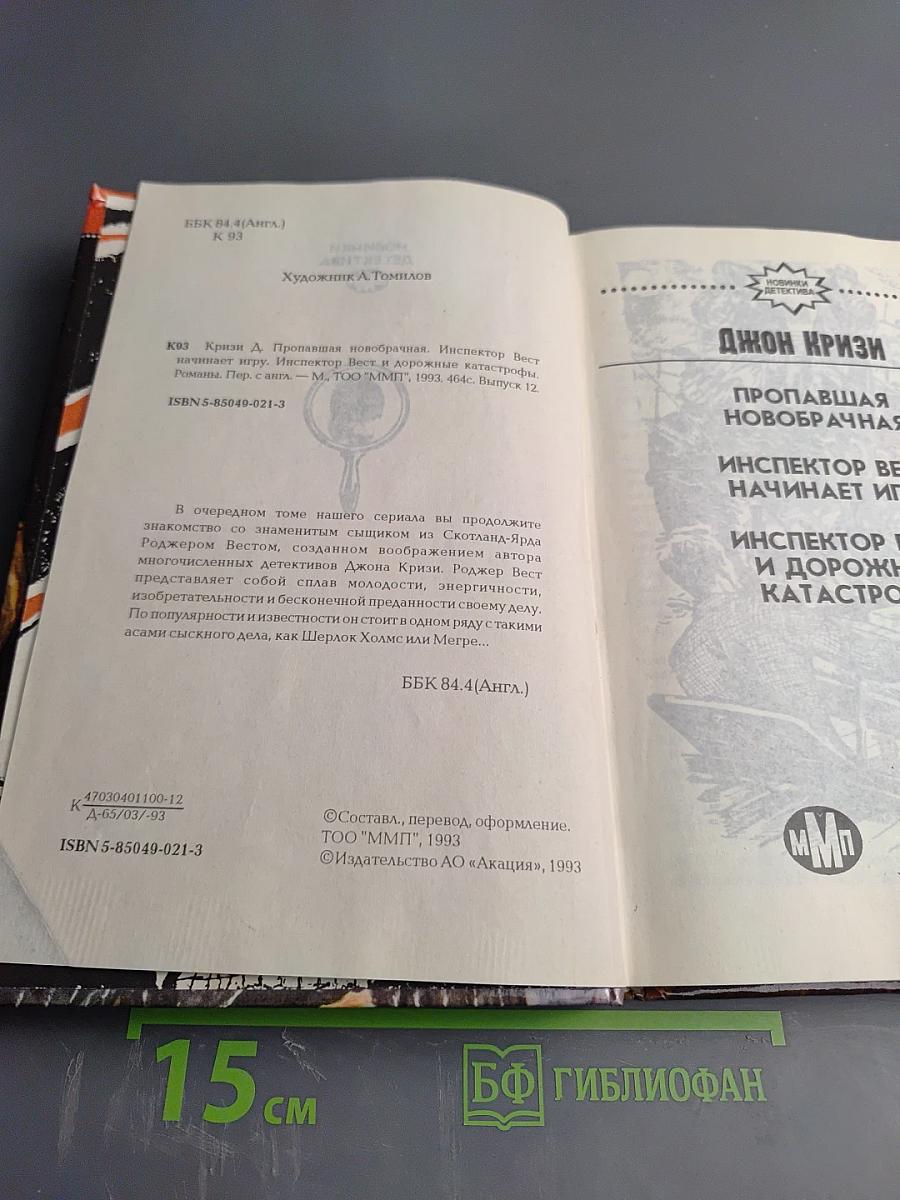 ББК 84.4(Англ.)
К 93
Художник А. Томилов
К93 Кризи Д. Пропавшая новобрачная. Инспектор Вест
начинает игру. Инспектор Вест и дорожные катастрофы.
Романы. Пер. с англ. — М., ТОО "ММП", 1993. 464с. Выпуск 12.
ISBN 5-85049-021-3
В очередном томе нашего сериала вы продолжите
знакомство со знаменитым сыщиком из Скотланд-Ярда
Роджером Вестом, созданном воображением автора
многочисленных детективов Джона Кризи. Роджер Вест
представляет собой сплав молодости, энергичности,
изобретательности и бесконечной преданности своему делу.
По популярности и известности он стоит в одном ряду с такими
асами сыскного дела, как Шерлок Холмс или Мегре...
ББК 84.4(Англ.)
К 47030401100-12
Д-65/03/-93
ISBN 5-85049-021-3
©Составл., перевод, оформление.
ТОО "ММП", 1993
©Издательство АО «Акация», 1993
НОВИНКИ
ДЕТЕКТИВА
Джон Кризи
ПРОПАВШАЯ
НОВОБРАЧНАЯ
ИНСПЕКТОР ВЕ
НАЧИНАЕТ ИГ
ИНСПЕКТОР
И ДОРОЖН
КАТАСТРО
ММП
15 см
БФ ГИБЛИОФАН